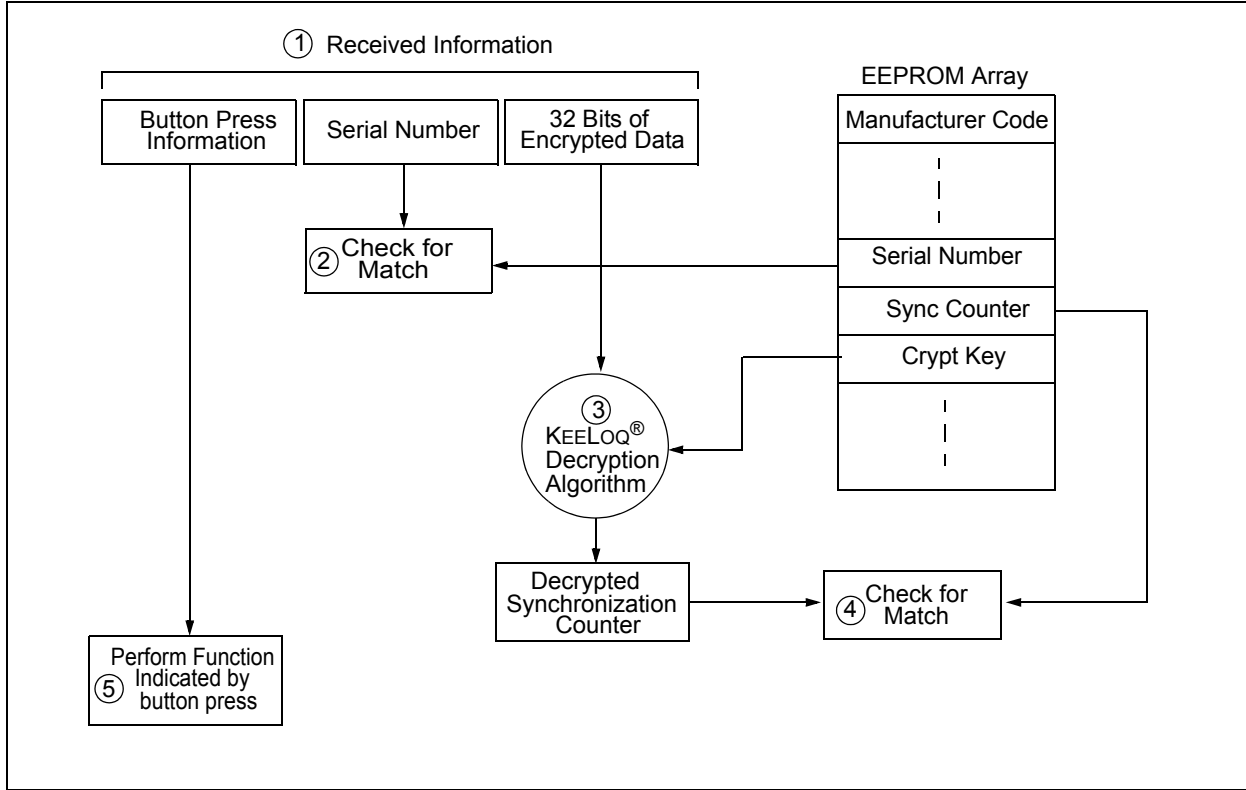 ① Received Information
Button Press
Information
Serial Number
32 Bits of
Encrypted Data
EEPROM Array
Manufacturer Code
Serial Number
Sync Counter
Crypt Key
② Check for
Match
③
KEELOQ®
Decryption
Algorithm
Decrypted
Synchronization
Counter
④ Check for
Match
Perform Function
⑤ Indicated by
button press